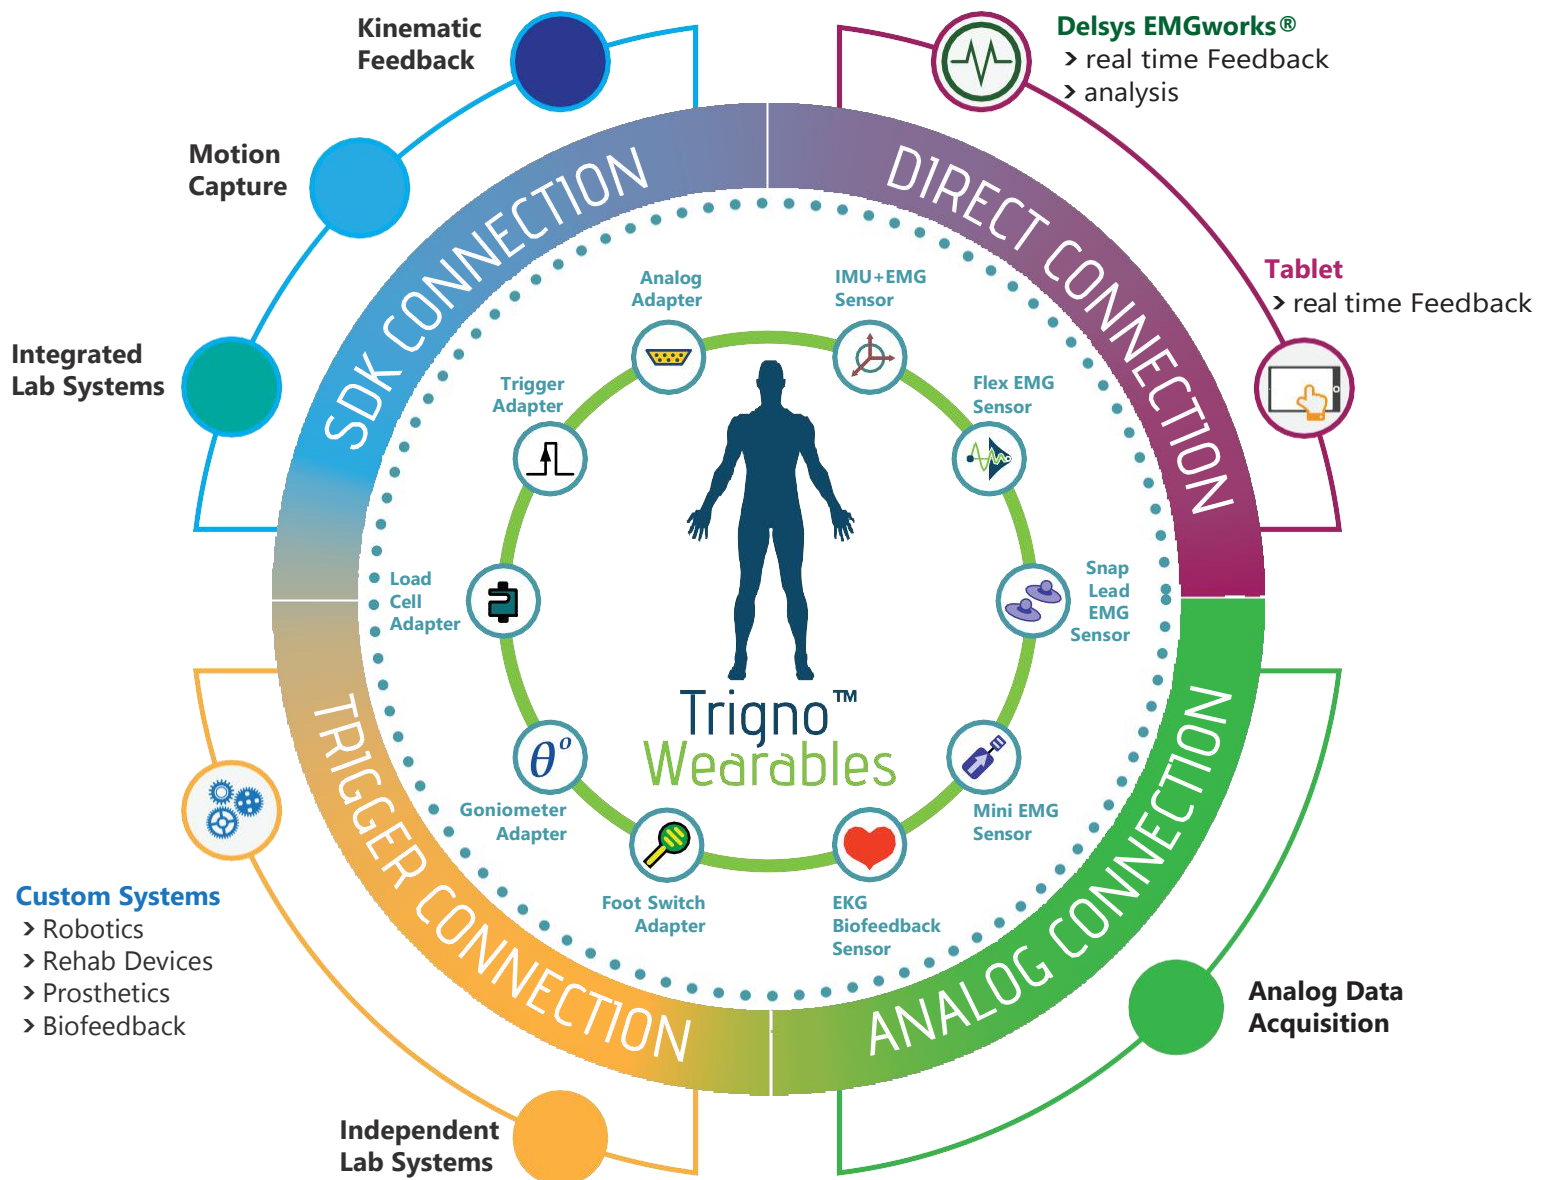 Kinematic
Feedback
Motion
Capture
Integrated
Lab Systems
SDK CONNECTION
Delsys EMGworks®
> real time Feedback
> analysis
Tablet
> real time Feedback
DIRECT CONNECTION
Analog
Adapter
IMU+EMG
Sensor
Trigger
Adapter
Flex EMG
Sensor
Load
Cell
Adapter
Snap
Lead
EMG
Sensor
Trigno™
Wearables
θº
Goniometer
Adapter
Mini EMG
Sensor
Foot Switch
Adapter
EKG
Biofeedback
Sensor
TRIGGER CONNECTION
ANALOG CONNECTION
Custom Systems
> Robotics
> Rehab Devices
> Prosthetics
> Biofeedback
Independent
Lab Systems
Analog Data
Acquisition